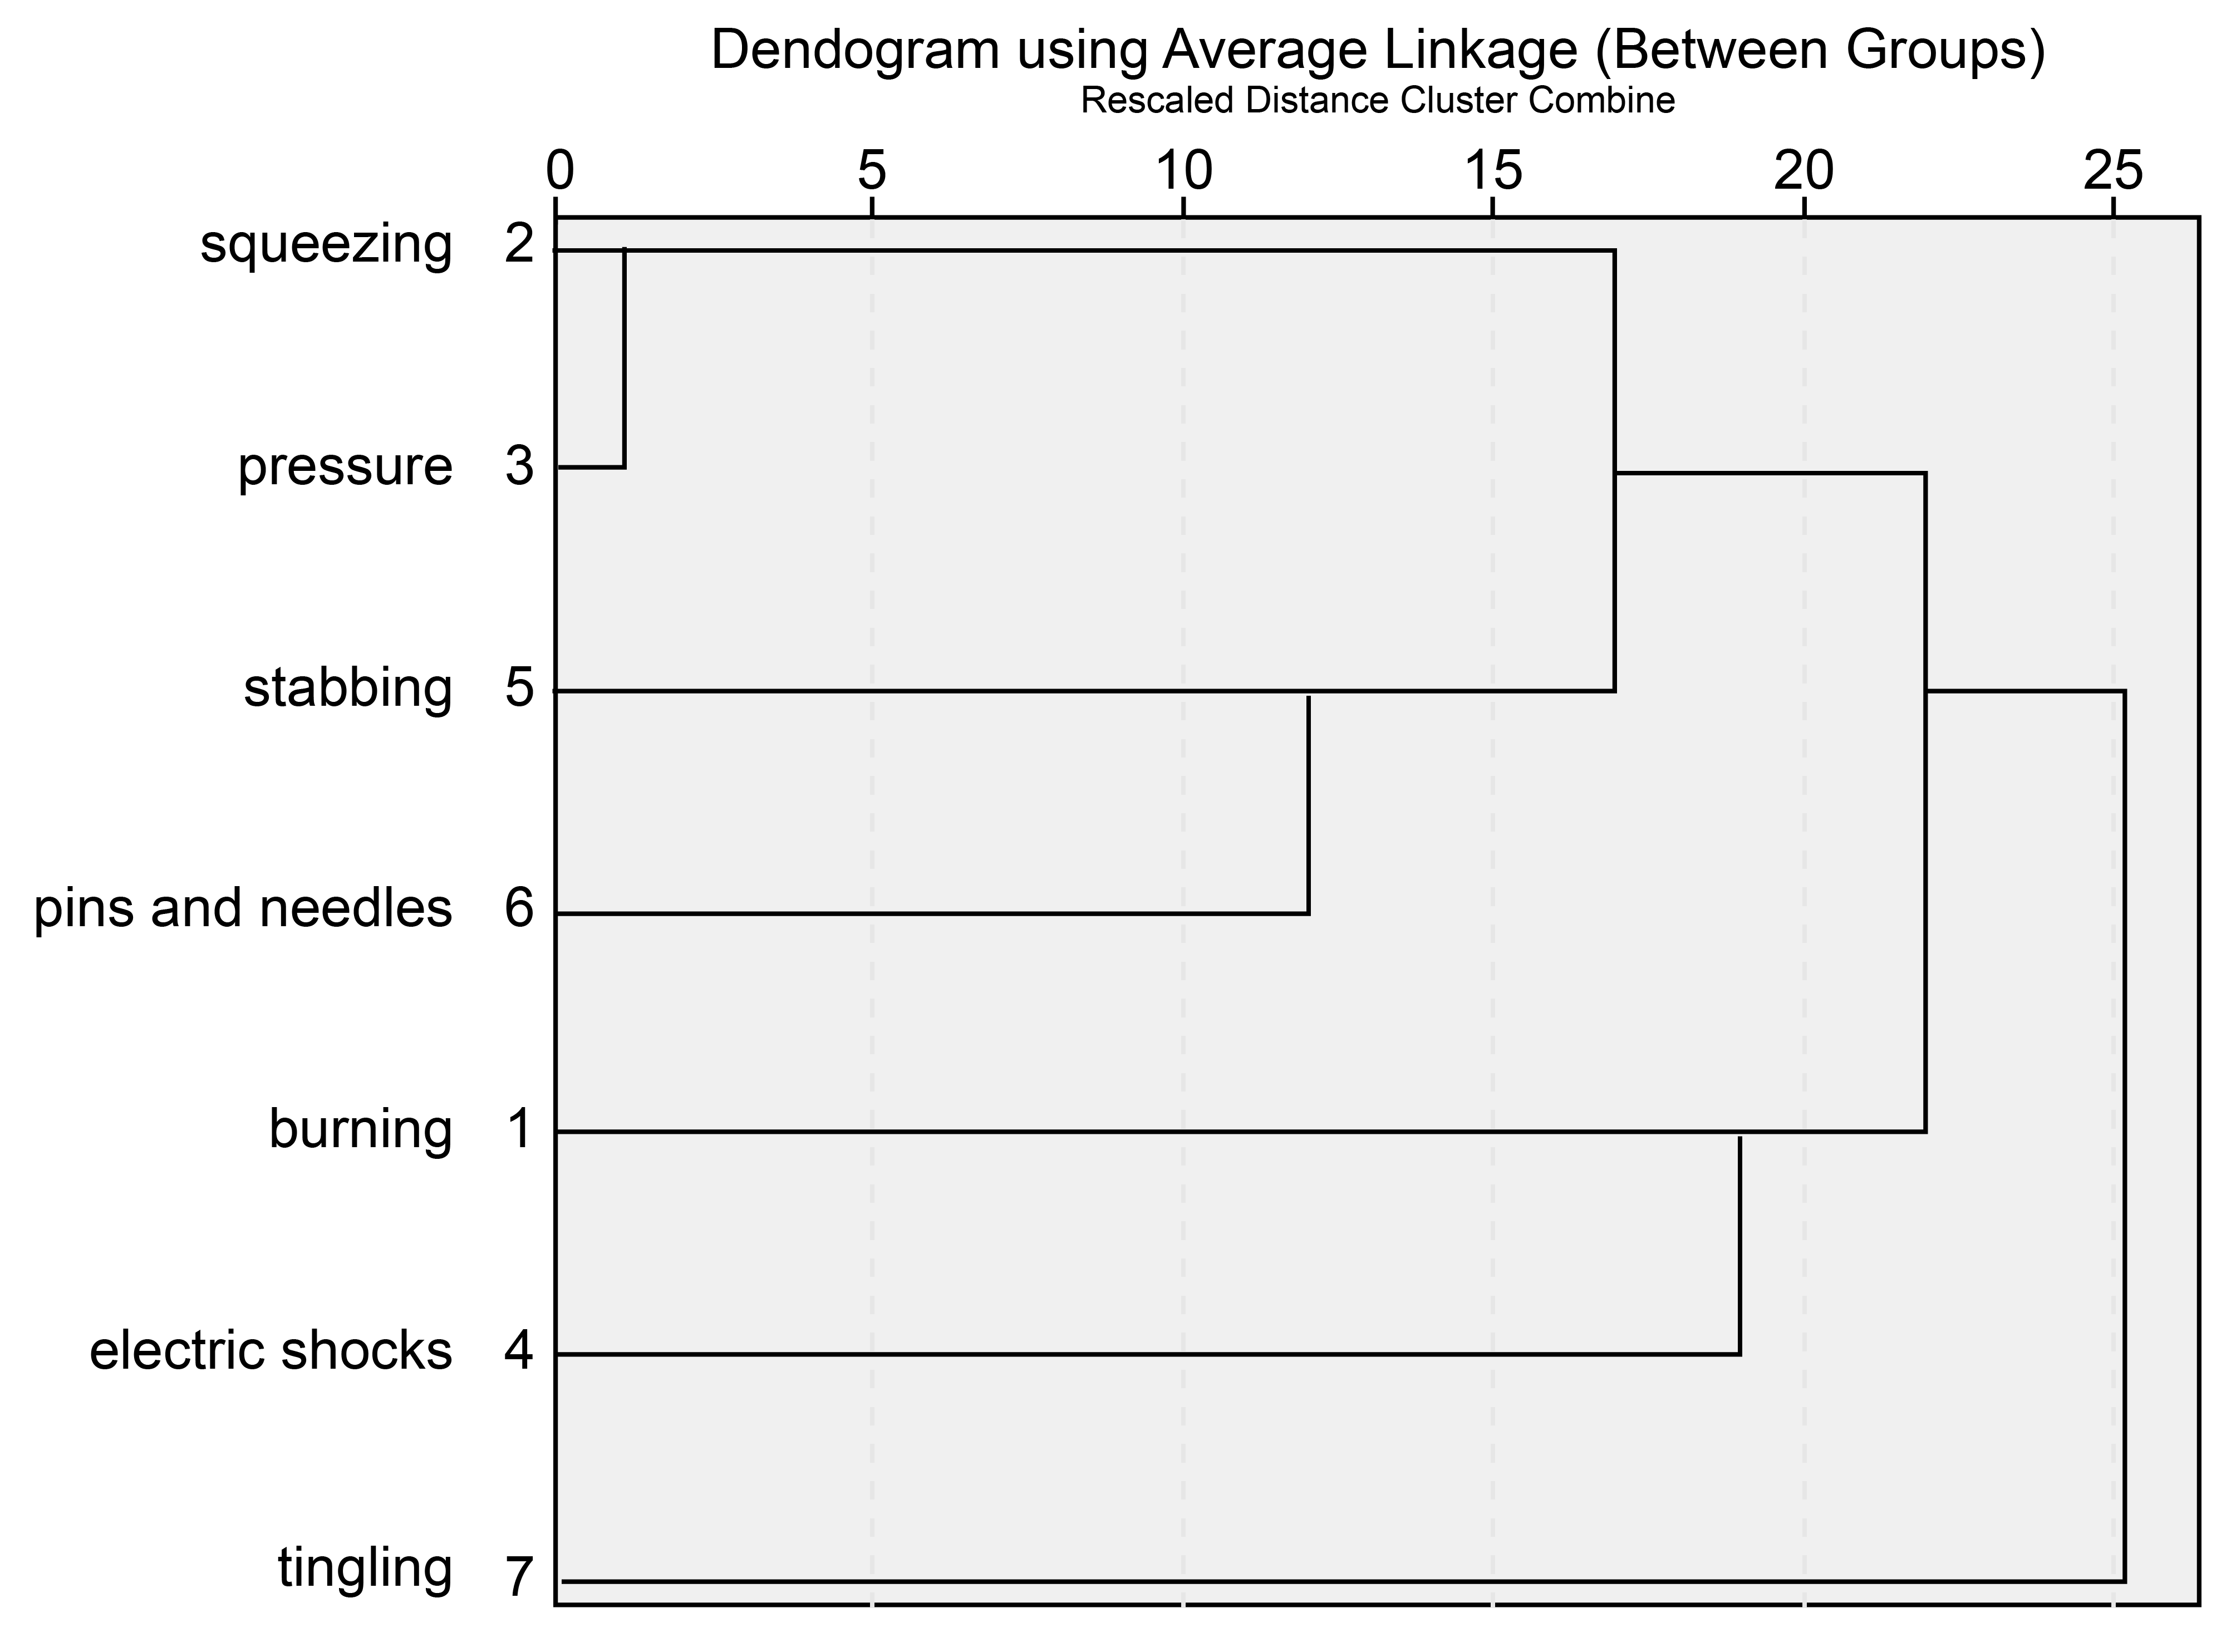 Dendogram using Average Linkage (Between Groups)
Rescaled Distance Cluster Combine
0 5 10 15 20 25
squeezing 2
pressure 3
stabbing 5
pins and needles 6
burning 1
electric shocks 4
tingling 7